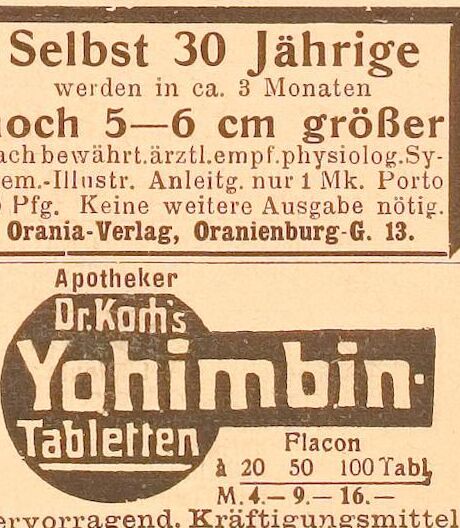 Selbst 30 Jährige
werden in ca. 3 Monaten
noch 5—6 cm größer
nach bewährt.ärztl.empf.physiolog.Sy-
em.-Illustr. Anleitg. nur 1 Mk. Porto
Pfg. Keine weitere Ausgabe nötig.
Orania-Verlag, Oranienburg-G. 13.
Apotheker
Dr.Koch's
Yohimbin-
Tabletten
Flacon
à 20 50 100 Tabl,
M. 4.— 9.— 16.—
ervorragend. Kräftigungsmittel